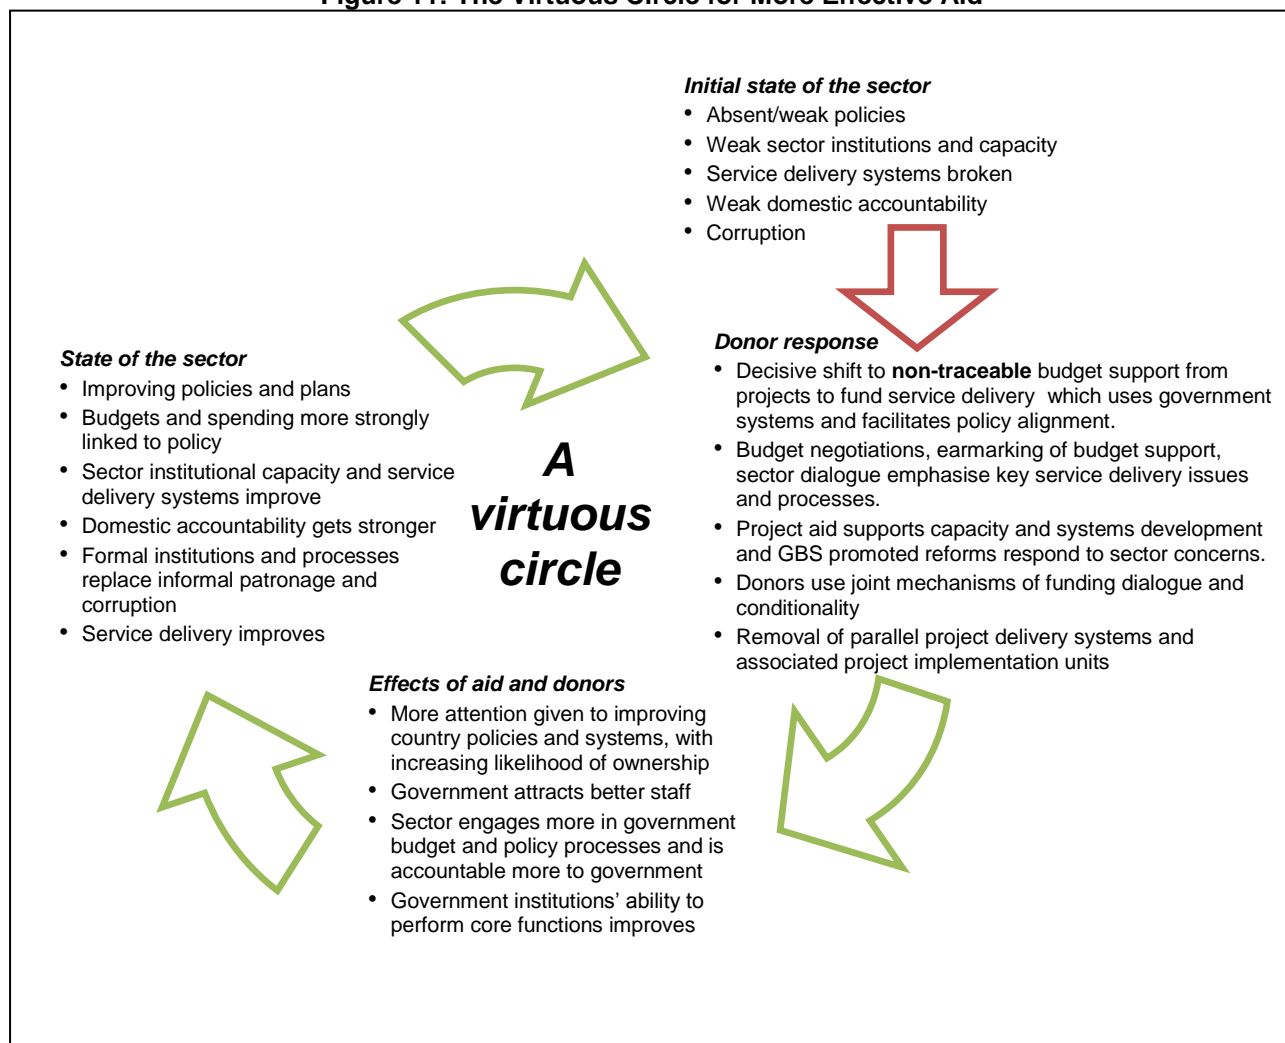 Figure 11: The Virtuous Circle for More Effective Aid
Initial state of the sector
• Absent/weak policies
• Weak sector institutions and capacity
• Service delivery systems broken
• Weak domestic accountability
• Corruption
Donor response
• Decisive shift to non-traceable budget support from
projects to fund service delivery which uses government
systems and facilitates policy alignment.
• Budget negotiations, earmarking of budget support,
sector dialogue emphasise key service delivery issues
and processes.
• Project aid supports capacity and systems development
and GBS promoted reforms respond to sector concerns.
• Donors use joint mechanisms of funding dialogue and
conditionality
• Removal of parallel project delivery systems and
associated project implementation units
State of the sector
• Improving policies and plans
• Budgets and spending more strongly
linked to policy
• Sector institutional capacity and service
delivery systems improve
• Domestic accountability gets stronger
• Formal institutions and processes
replace informal patronage and
corruption
• Service delivery improves
A
virtuous
circle
Effects of aid and donors
• More attention given to improving
country policies and systems, with
increasing likelihood of ownership
• Government attracts better staff
• Sector engages more in government
budget and policy processes and is
accountable more to government
• Government institutions’ ability to
perform core functions improves